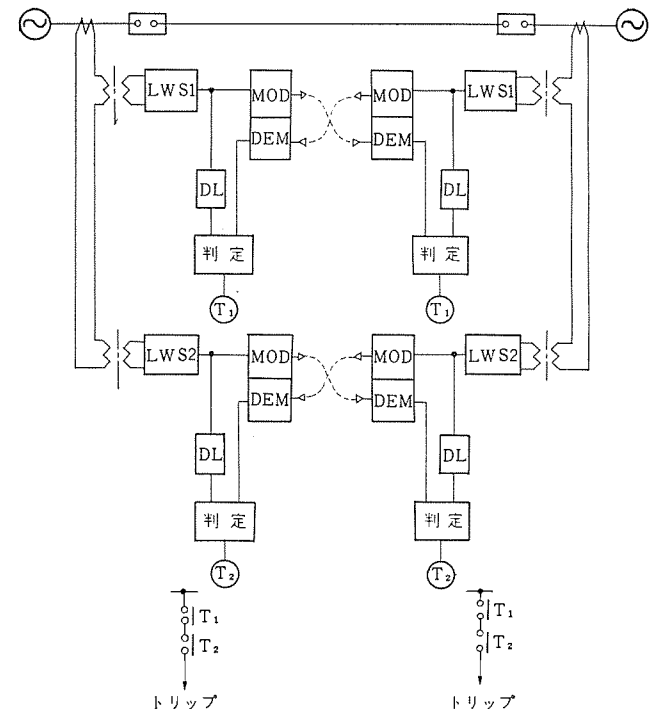 LWS1 MOD MOD LWS1
DEM DEM
DL DL
判定 判定
T₁ T₁
LWS2 MOD MOD LWS2
DEM DEM
DL DL
判定 判定
T₂ T₂
T₁ T₁
T₂ T₂
トリップ トリップ